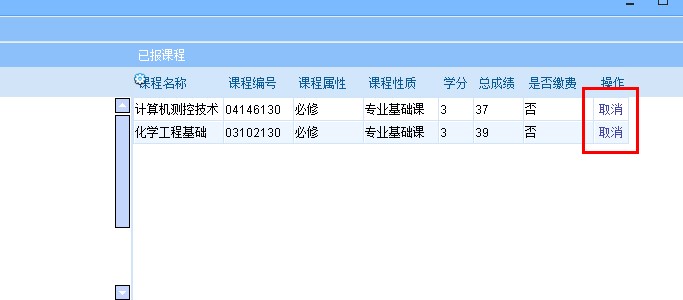 已报课程
课程名称 课程编号 课程属性 课程性质 学分 总成绩 是否缴费 操作
计算机测控技术 04146130 必修 专业基础课 3 37 否 取消
化学工程基础 03102130 必修 专业基础课 3 39 否 取消